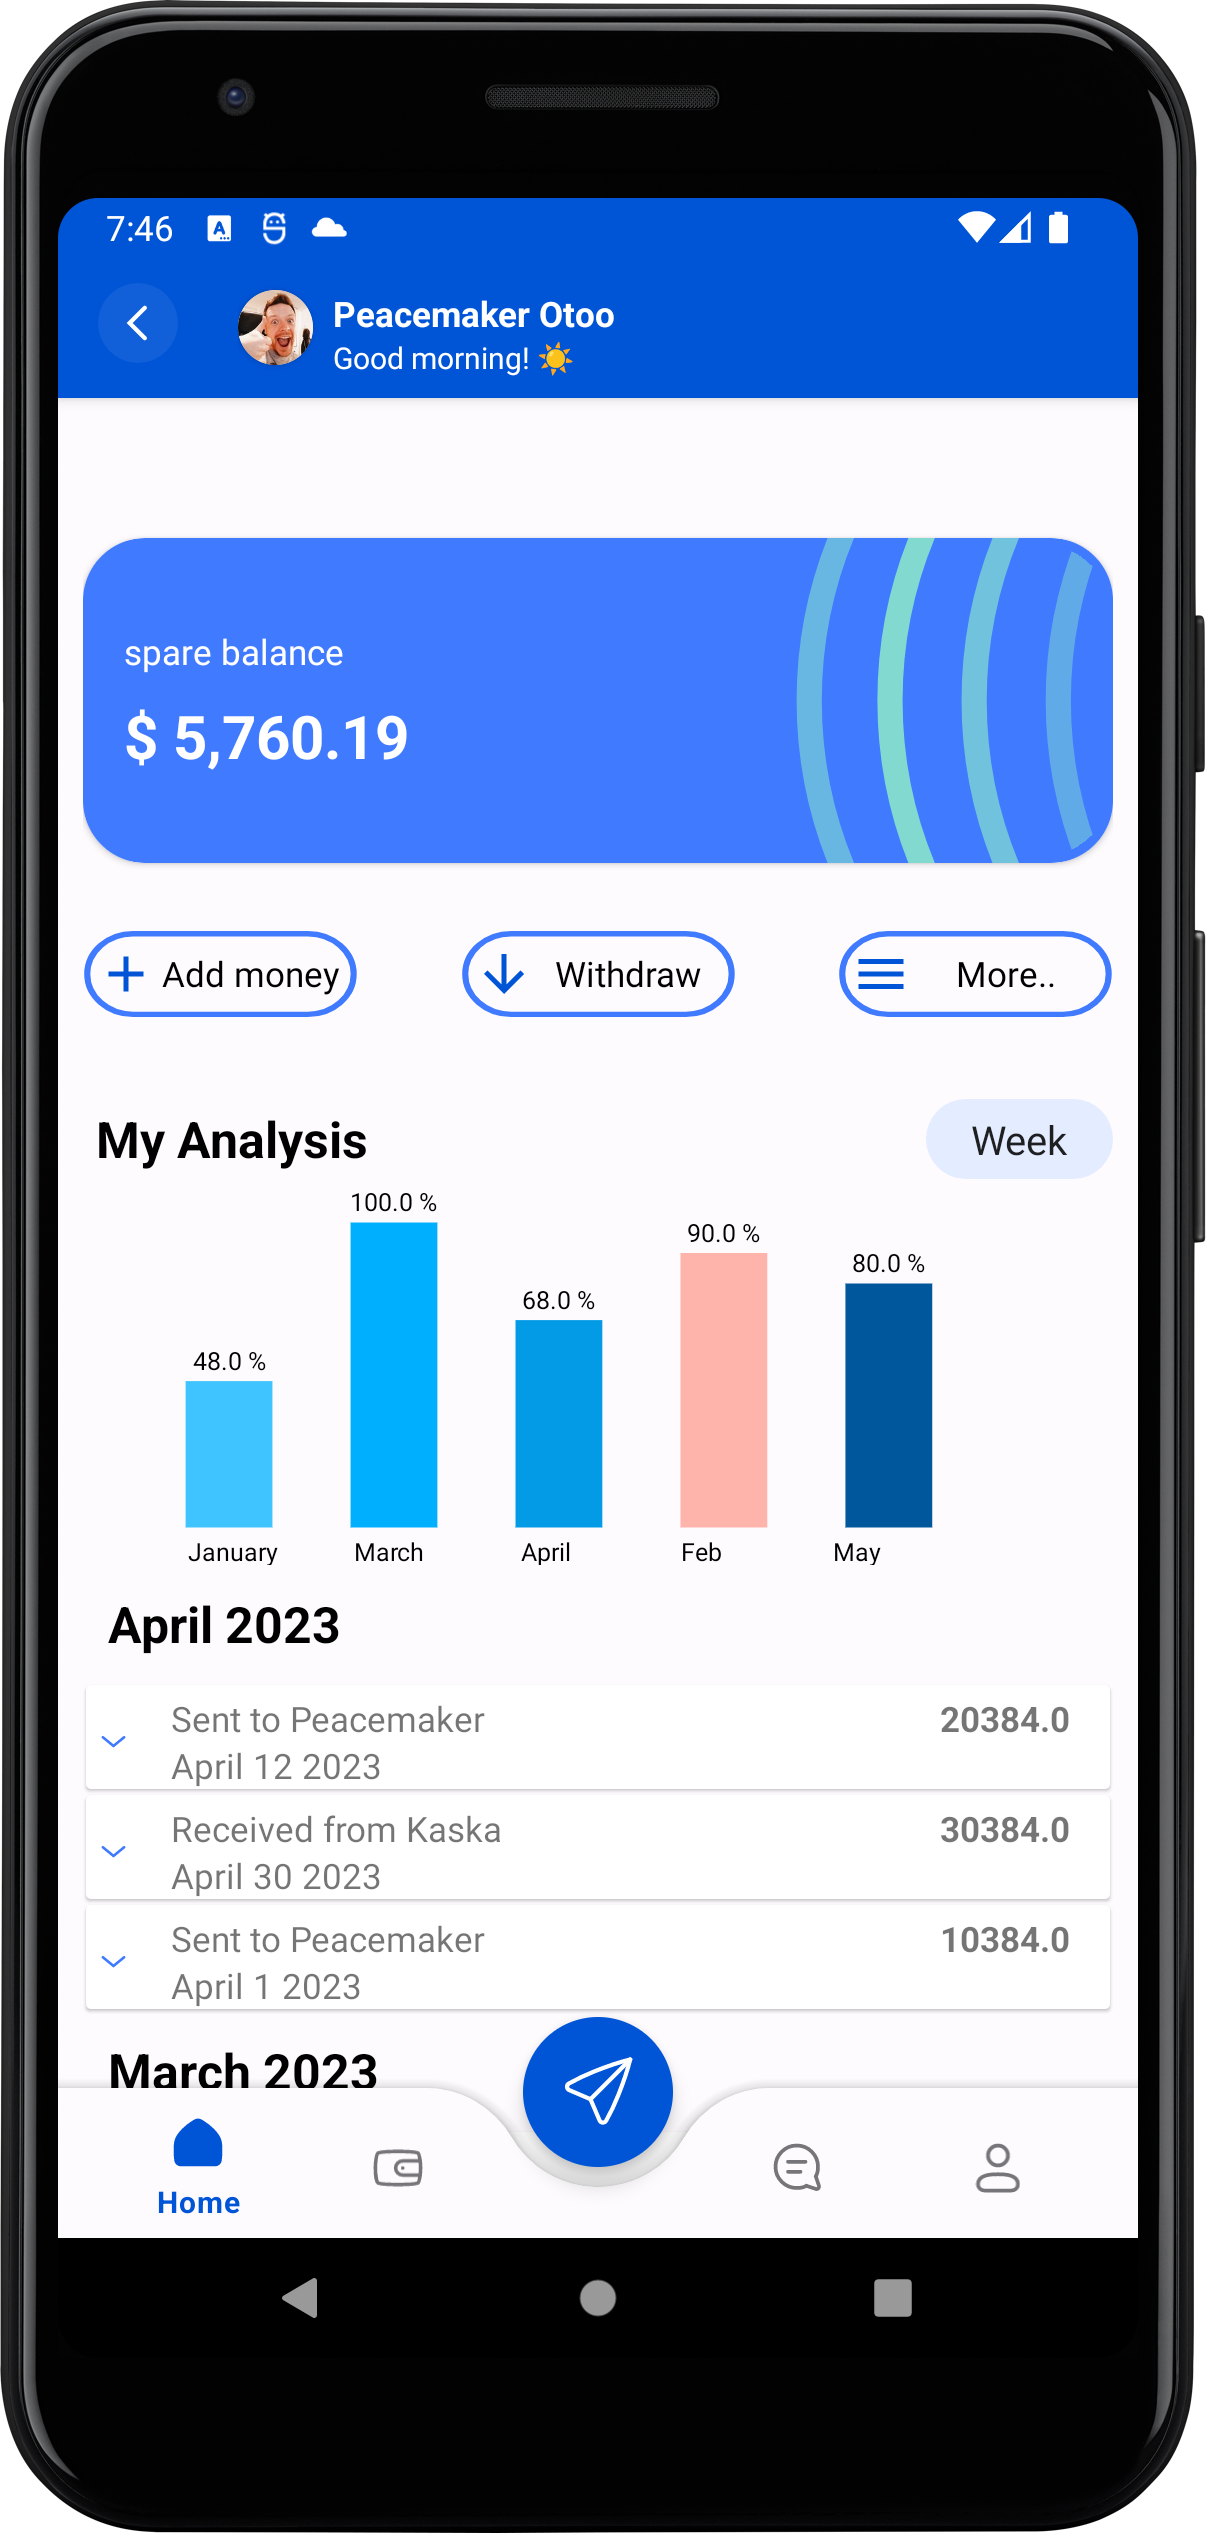 7:46
Peacemaker Otoo
Good morning! ☀️
spare balance
$ 5,760.19
Add money
Withdraw
More..
My Analysis
Week
100.0 %
90.0 %
80.0 %
68.0 %
48.0 %
January
March
April
Feb
May
April 2023
Sent to Peacemaker
20384.0
April 12 2023
Received from Kaska
30384.0
April 30 2023
Sent to Peacemaker
10384.0
April 1 2023
March 2023
Home